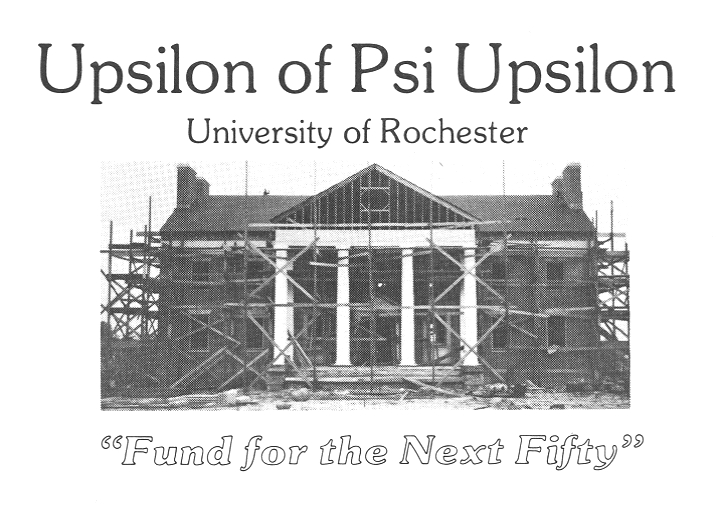 Upsilon of Psi Upsilon
University of Rochester
“Fund for the Next Fifty”